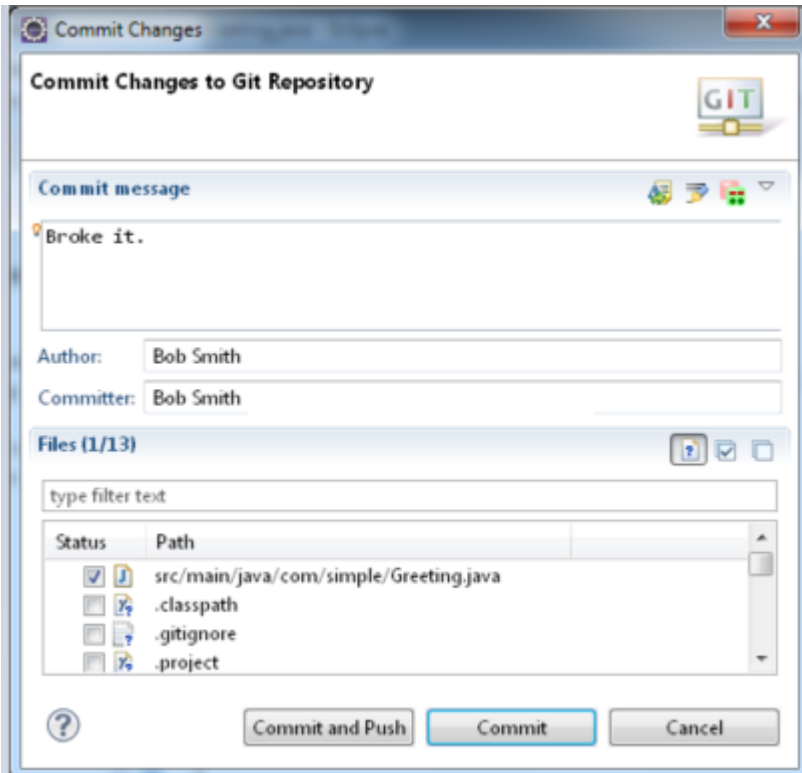 Commit Changes
Commit Changes to Git Repository
GIT
Commit message
Broke it.
Author: Bob Smith
Committer: Bob Smith
Files (1/13)
type filter text
Status Path
src/main/java/com/simple/Greeting.java
.classpath
.gitignore
.project
Commit and Push Commit Cancel